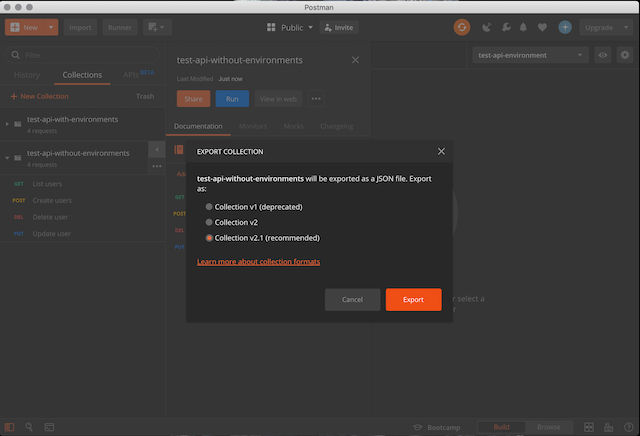 Postman
New
Import
Runner
Public
Invite
Upgrade
Filter
History
Collections
APIs BETA
New Collection
Trash
test-api-with-environments
4 requests
test-api-without-environments
4 requests
GET List users
POST Create users
DEL Delete user
PUT Update user
test-api-without-environments
Last Modified Just now
Share
Run
View in web
Documentation
Monitors
Mocks
Changelog
test-api-environment
GET
POST
DEL
PUT
EXPORT COLLECTION
test-api-without-environments will be exported as a JSON file. Export
as:
Collection v1 (deprecated)
Collection v2
Collection v2.1 (recommended)
Learn more about collection formats
Cancel
Export
r select a
Bootcamp
Build
Browse